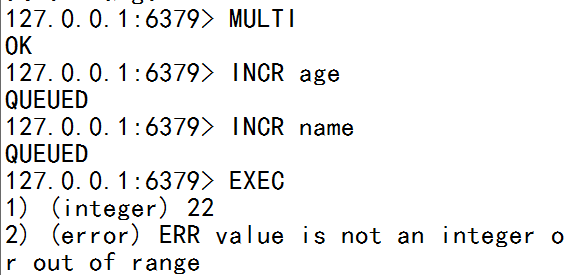 127.0.0.1:6379> MULTI
OK
127.0.0.1:6379> INCR age
QUEUED
127.0.0.1:6379> INCR name
QUEUED
127.0.0.1:6379> EXEC
1) (integer) 22
2) (error) ERR value is not an integer o
r out of range